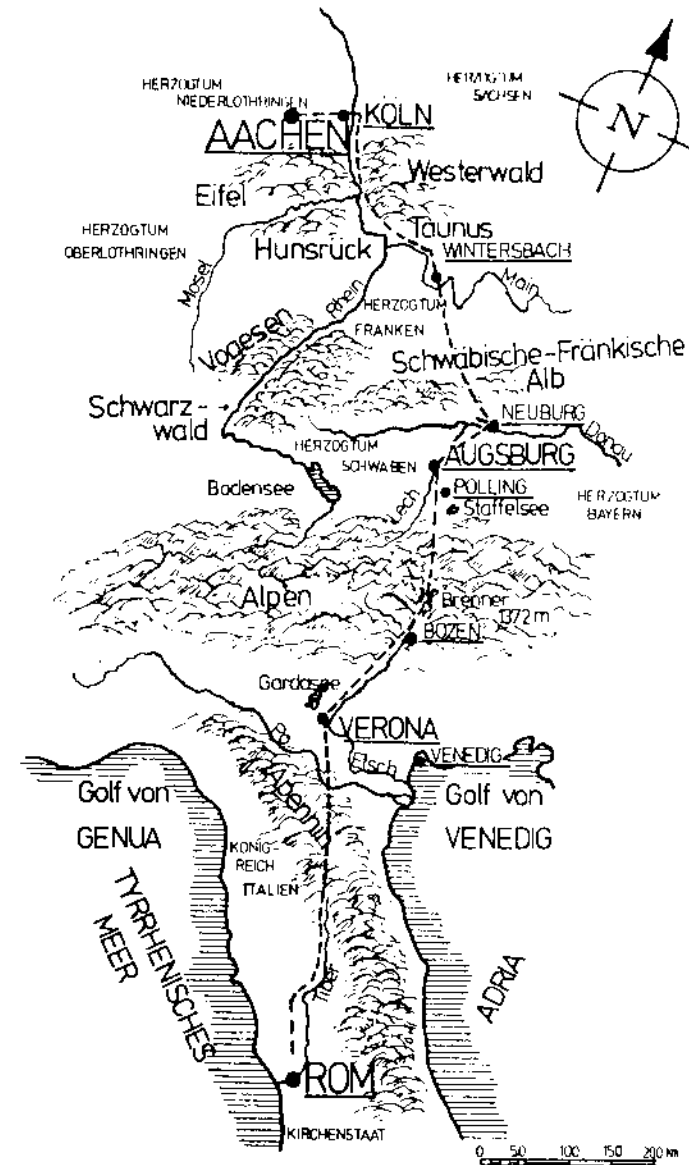 HERZOGTUM
NIEDERLOTHRINGEN
HERZOGTUM
SACHSEN
N
KÖLN
AACHEN
Westerwald
Eifel
Taunus
HERZOGTUM
OBERLOTHRINGEN
Hunsrück
WINTERSBACH
Mosel
Rhein
Main
HERZOGTUM
FRANKEN
Vogesen
Schwäbische-Fränkische
Alb
Schwarz-
wald
NEUBURG
Donau
HERZOGTUM
SCHWABEN
AUGSBURG
Bodensee
Lech
POLLING
Staffelsee
HERZOGTUM
BAYERN
Alpen
Brenner
1372 m
BOZEN
Gardasee
VERONA
Po
Etsch
VENEDIG
Golf von
GENUA
Apennin
Golf von
VENEDIG
KÖNIG-
REICH
ITALIEN
TYRRHENISCHES
MEER
Tiber
ADRIA
ROM
KIRCHENSTAAT
0 50 100 150 200 km